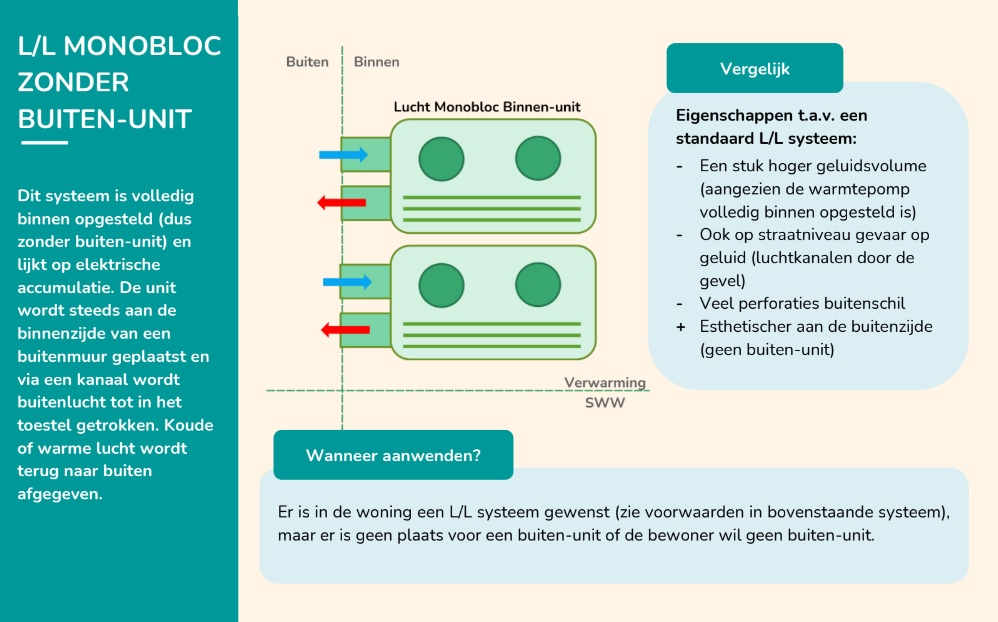 L/L MONOBLOC
ZONDER
BUITEN-UNIT
Dit systeem is volledig
binnen opgesteld (dus
zonder buiten-unit) en
lijkt op elektrische
accumulatie. De unit
wordt steeds aan de
binnenzijde van een
buitenmuur geplaatst en
via een kanaal wordt
buitenlucht tot in het
toestel getrokken. Koude
of warme lucht wordt
terug naar buiten
afgegeven.
Buiten
Binnen
Lucht Monobloc Binnen-unit
Verwarming
SWW
Vergelijk
Eigenschappen t.a.v. een
standaard L/L systeem:
- Een stuk hoger geluidsvolume
(aangezien de warmtepomp
volledig binnen opgesteld is)
- Ook op straatniveau gevaar op
geluid (luchtkanalen door de
gevel)
- Veel perforaties buitenschil
+ Esthetischer aan de buitenzijde
(geen buiten-unit)
Wanneer aanwenden?
Er is in de woning een L/L systeem gewenst (zie voorwaarden in bovenstaande systeem),
maar er is geen plaats voor een buiten-unit of de bewoner wil geen buiten-unit.